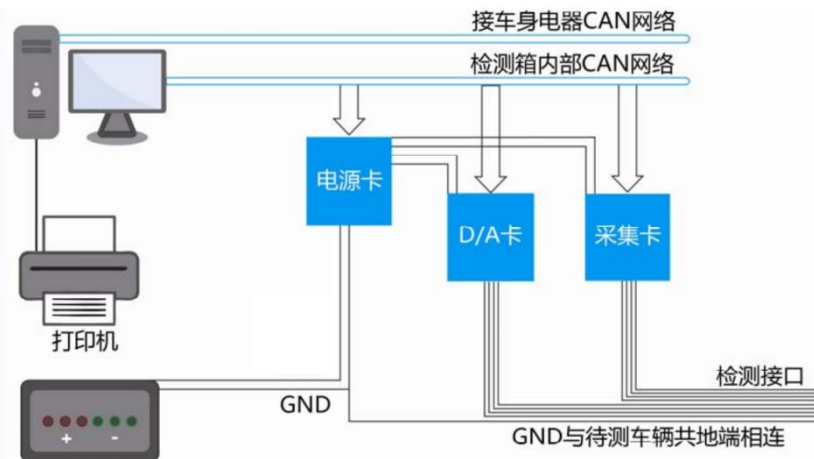 接车身电器CAN网络
检测箱内部CAN网络
电源卡
D/A卡
采集卡
打印机
检测接口
GND
+ -
GND与待测车辆共地端相连